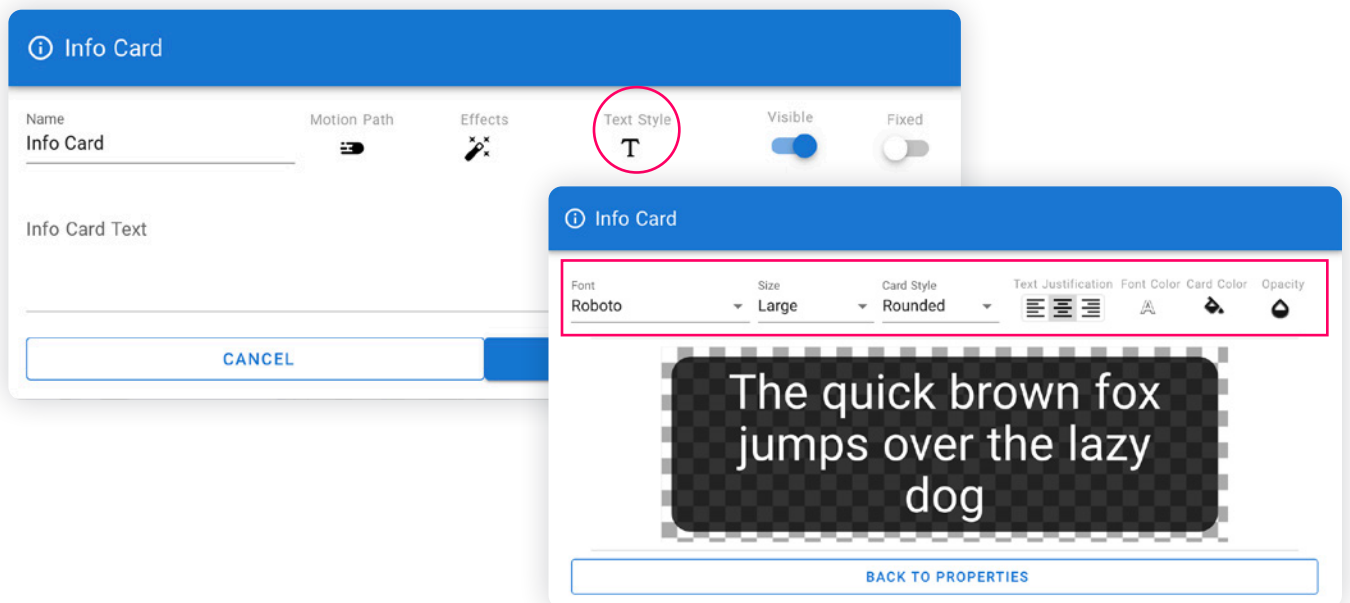 Info Card
Name
Motion Path
Effects
Text Style
Visible
Fixed
Info Card
T
Info Card Text
CANCEL
Info Card
Font
Size
Card Style
Text Justification
Font Color
Card Color
Opacity
Roboto
Large
Rounded
A
The quick brown fox
jumps over the lazy
dog
BACK TO PROPERTIES